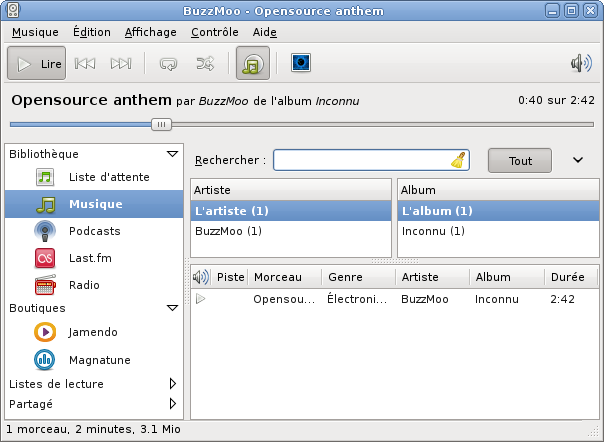 BuzzMoo - Opensource anthem
Musique Édition Affichage Contrôle Aide
Lire
Opensource anthem par BuzzMoo de l'album Inconnu 0:40 sur 2:42
Bibliothèque
Liste d'attente
Musique
Podcasts
Last.fm
Radio
Boutiques
Jamendo
Magnatune
Listes de lecture
Partagé
Rechercher : Tout
Artiste Album
L'artiste (1) L'album (1)
BuzzMoo (1) Inconnu (1)
Piste Morceau Genre Artiste Album Durée
Opensou... Électroni... BuzzMoo Inconnu 2:42
1 morceau, 2 minutes, 3.1 Mio